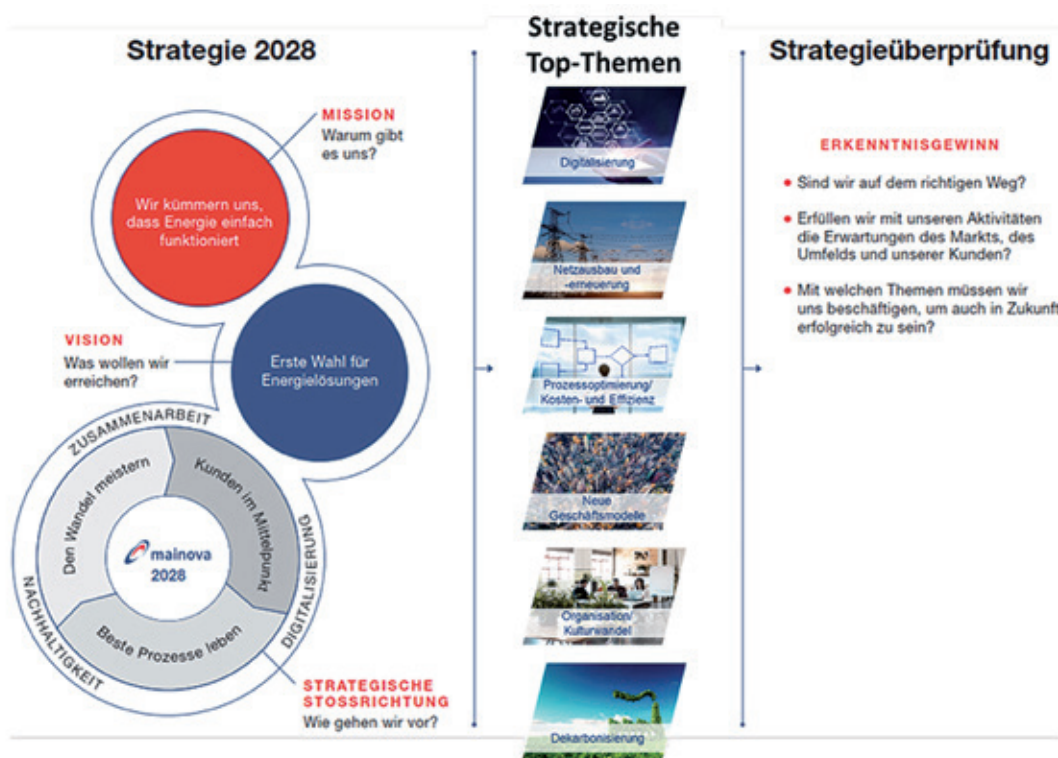 Strategie 2028
MISSION
Warum gibt
es uns?
Wir kümmern uns,
dass Energie einfach
funktioniert
VISION
Was wollen wir
erreichen?
Erste Wahl für
Energielösungen
ZUSAMMENARBEIT
DIGITALISIERUNG
NACHHALTIGKEIT
Den Wandel meistern
Kunden im Mittelpunkt
Beste Prozesse leben
mainova
2028
STRATEGISCHE
STOSSRICHTUNG
Wie gehen wir vor?
Strategische
Top-Themen
Digitalisierung
Netzausbau und
-erneuerung
Prozessoptimierung/
Kosten- und Effizienz
Neue
Geschäftsmodelle
Organisation/
Kulturwandel
Dekarbonisierung
Strategieüberprüfung
ERKENNTNISGEWINN
• Sind wir auf dem richtigen Weg?
• Erfüllen wir mit unseren Aktivitäten
die Erwartungen des Markts, des
Umfelds und unserer Kunden?
• Mit welchen Themen müssen wir
uns beschäftigen, um auch in Zukunft
erfolgreich zu sein?